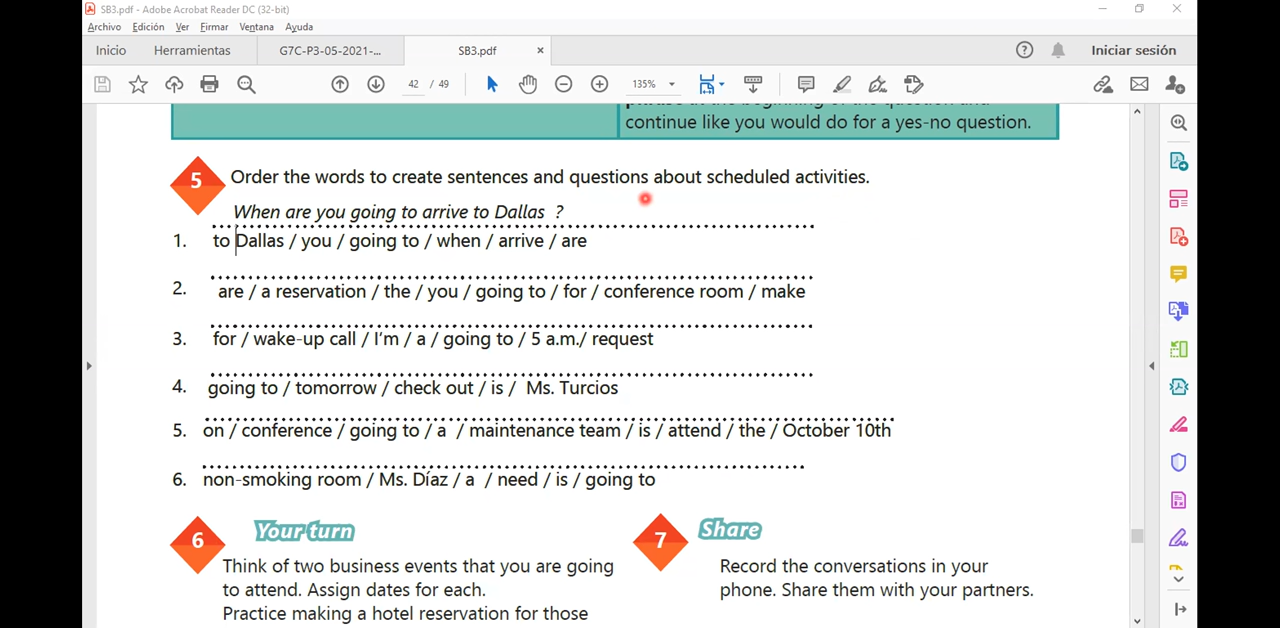 SB3.pdf - Adobe Acrobat Reader DC (32-bit)
Archivo Edición Ver Firmar Ventana Ayuda
Inicio Herramientas G7C-P3-05-2021-... SB3.pdf × Iniciar sesión
42 / 49 135%
continue like you would do for a yes-no question.
5 Order the words to create sentences and questions about scheduled activities.
When are you going to arrive to Dallas ?
1. to Dallas / you / going to / when / arrive / are
2. are / a reservation / the / you / going to / for / conference room / make
3. for / wake-up call / I'm / a / going to / 5 a.m./ request
4. going to / tomorrow / check out / is / Ms. Turcios
5. on / conference / going to / a / maintenance team / is / attend / the / October 10th
6. non-smoking room / Ms. Díaz / a / need / is / going to
6 Your turn
Think of two business events that you are going
to attend. Assign dates for each.
Practice making a hotel reservation for those
7 Share
Record the conversations in your
phone. Share them with your partners.